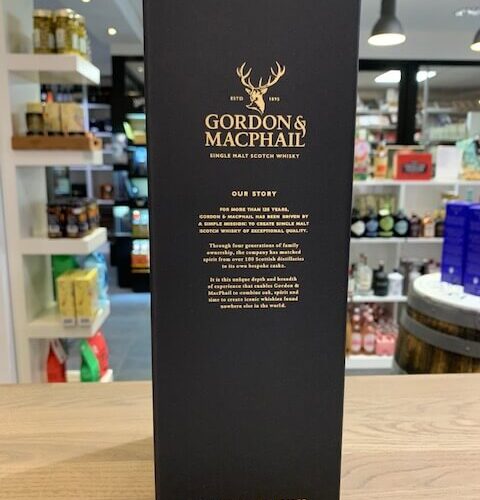 ESTD 1895
GORDON &
MACPHAIL
SINGLE MALT SCOTCH WHISKY
OUR STORY
FOR MORE THAN 125 YEARS,
GORDON & MACPHAIL HAS BEEN DRIVEN BY
A SIMPLE MISSION: TO CREATE SINGLE MALT
SCOTCH WHISKY OF EXCEPTIONAL QUALITY.
Through four generations of family
ownership, the company has matched
spirit from over 100 Scottish distilleries
to its own bespoke casks.
It is this unique depth and breadth
of experience that enables Gordon &
MacPhail to combine oak, spirit and
time to create iconic whiskies found
nowhere else in the world.